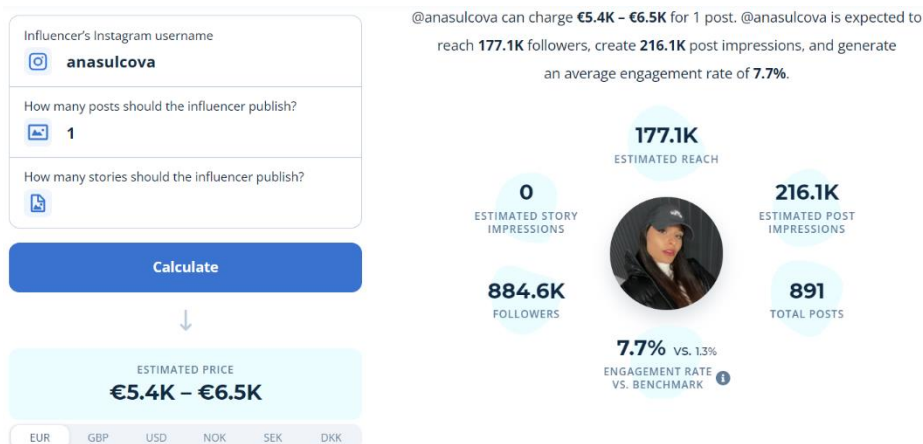 Influencer's Instagram username
anasulcova
How many posts should the influencer publish?
1
How many stories should the influencer publish?
Calculate
ESTIMATED PRICE
€5.4K – €6.5K
EUR GBP USD NOK SEK DKK
@anasulcova can charge €5.4K – €6.5K for 1 post. @anasulcova is expected to
reach 177.1K followers, create 216.1K post impressions, and generate
an average engagement rate of 7.7%.
177.1K
ESTIMATED REACH
0
ESTIMATED STORY
IMPRESSIONS
216.1K
ESTIMATED POST
IMPRESSIONS
884.6K
FOLLOWERS
891
TOTAL POSTS
7.7% VS. 1.3%
ENGAGEMENT RATE
VS. BENCHMARK